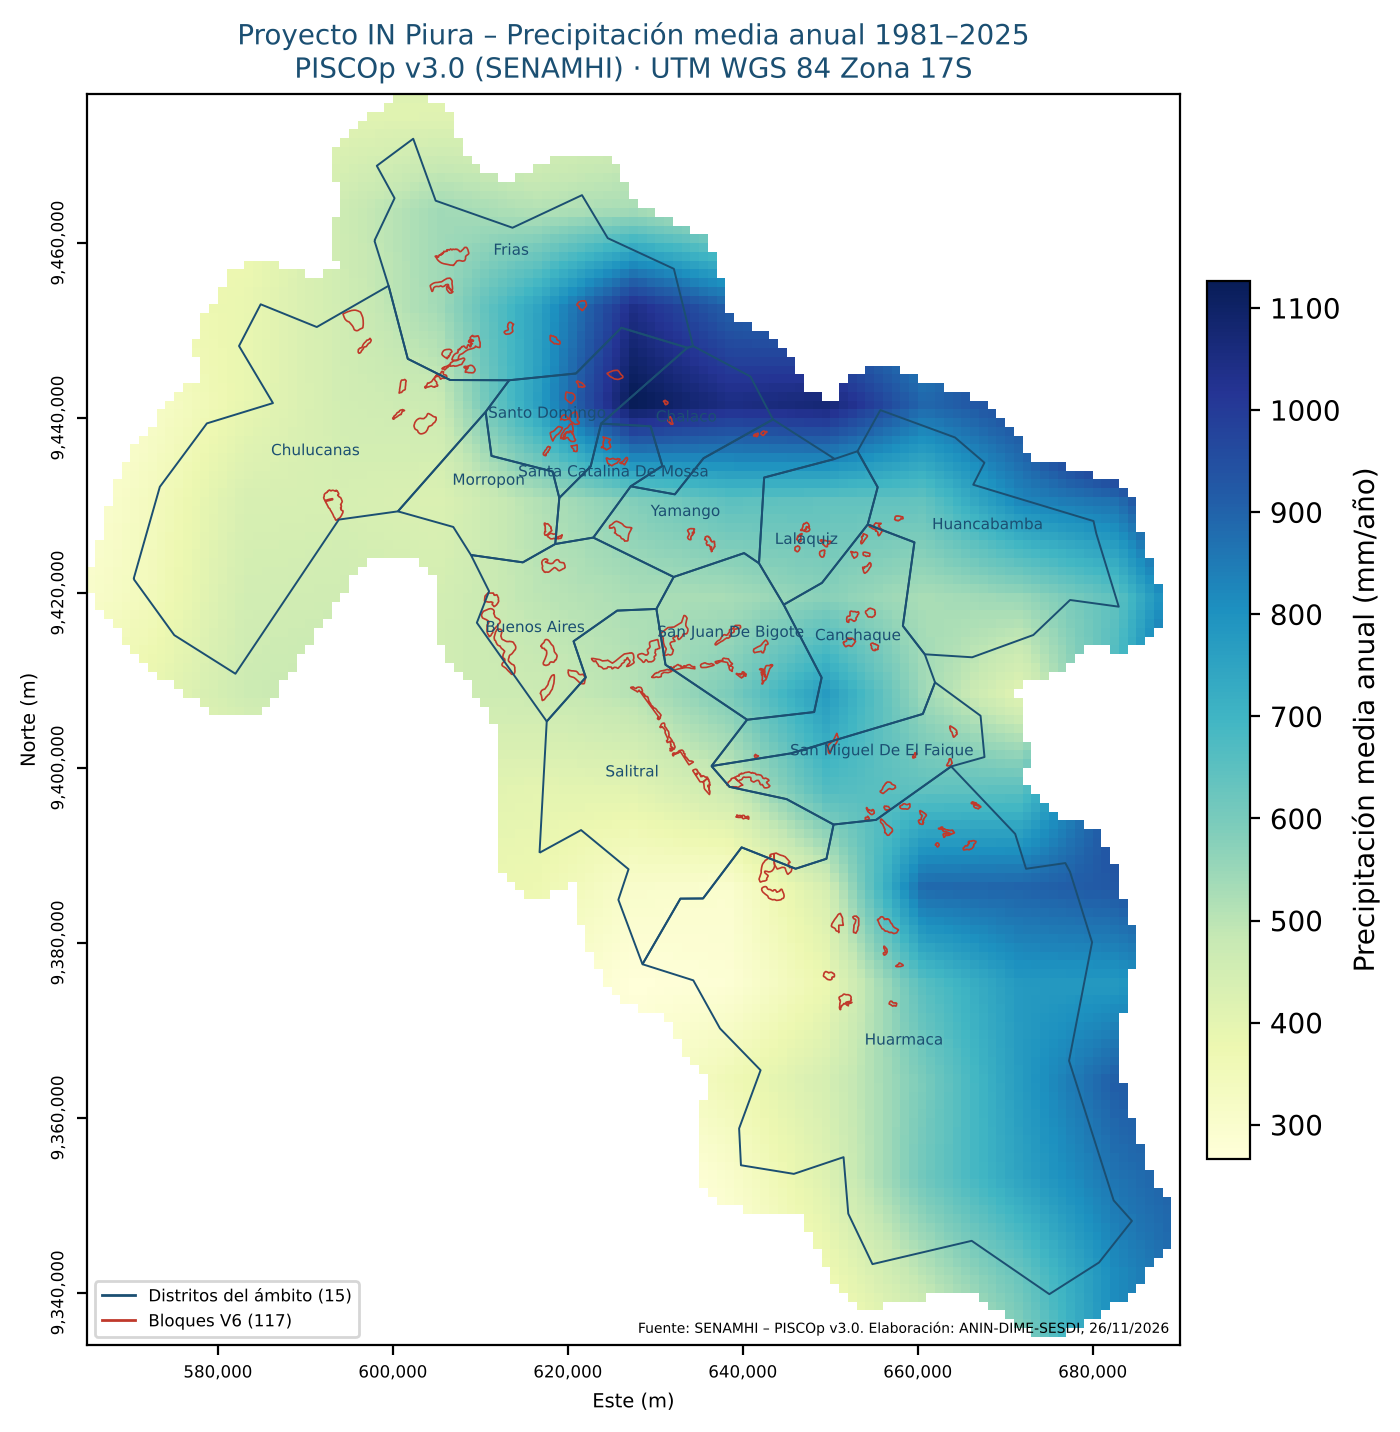 Proyecto IN Piura – Precipitación media anual 1981–2025
PISCOp v3.0 (SENAMHI) · UTM WGS 84 Zona 17S
Norte (m)
9,460,000
9,440,000
9,420,000
9,400,000
9,380,000
9,360,000
9,340,000
Frias
Santo Domingo
Chalaco
Chulucanas
Santa Catalina De Mossa
Morropon
Yamango
Huancabamba
Lalaquiz
Buenos Aires
San Juan De Bigote
Canchaque
San Miguel De El Faique
Salitral
Huarmaca
Distritos del ámbito (15)
Bloques V6 (117)
Fuente: SENAMHI – PISCOp v3.0. Elaboración: ANIN-DIME-SESDI, 26/11/2026
580,000
600,000
620,000
640,000
660,000
680,000
Este (m)
1100
1000
900
800
700
600
500
400
300
Precipitación media anual (mm/año)